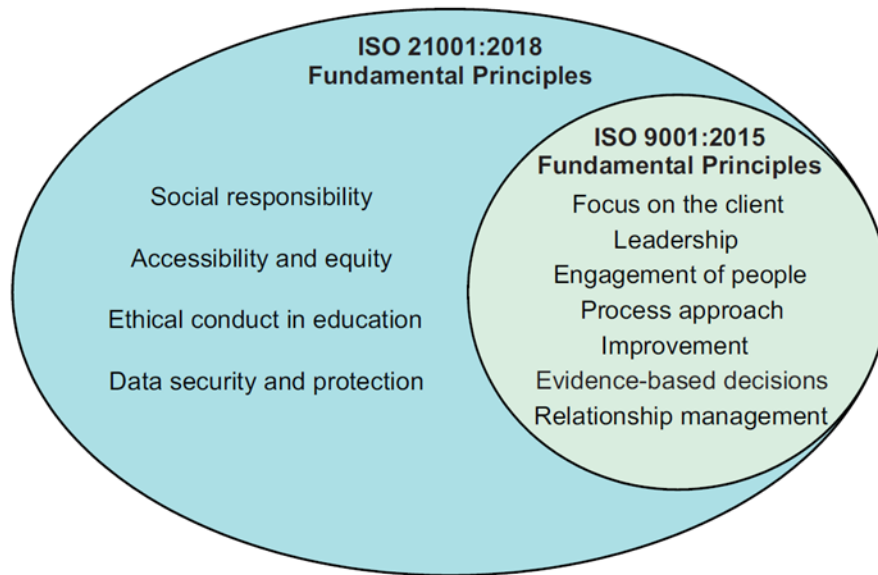 ISO 21001:2018
Fundamental Principles
Social responsibility
Accessibility and equity
Ethical conduct in education
Data security and protection
ISO 9001:2015
Fundamental Principles
Focus on the client
Leadership
Engagement of people
Process approach
Improvement
Evidence-based decisions
Relationship management